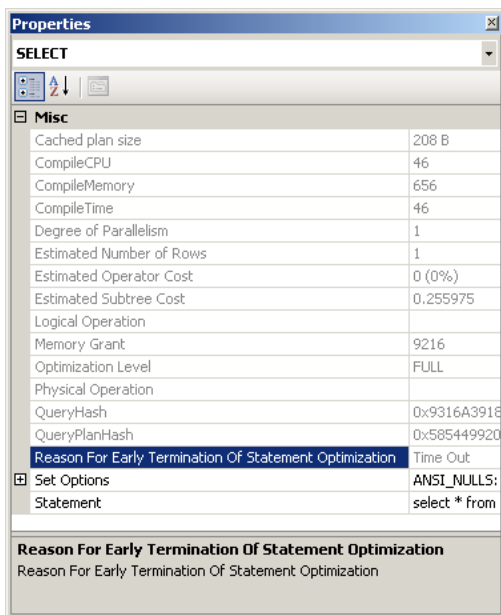 Properties
SELECT
Misc
Cached plan size 208 B
CompileCPU 46
CompileMemory 656
CompileTime 46
Degree of Parallelism 1
Estimated Number of Rows 1
Estimated Operator Cost 0 (0%)
Estimated Subtree Cost 0.255975
Logical Operation
Memory Grant 9216
Optimization Level FULL
Physical Operation
QueryHash 0x9316A3918
QueryPlanHash 0x585449920
Reason For Early Termination Of Statement Optimization Time Out
Set Options ANSI_NULLS:
Statement select * from
Reason For Early Termination Of Statement Optimization
Reason For Early Termination Of Statement Optimization